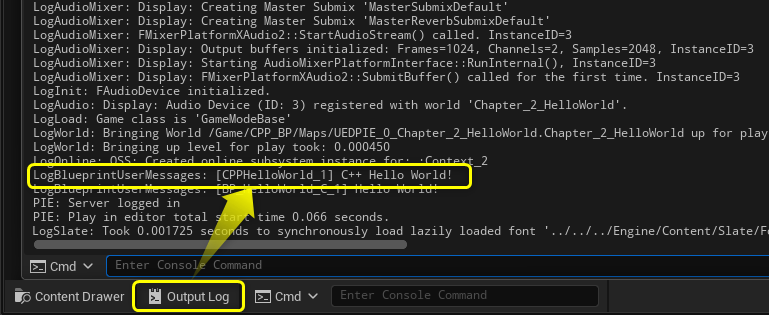 LogAudioMixer: Display: Creating Master Submix 'MasterSubmixDefault'
LogAudioMixer: Display: Creating Master Submix 'MasterReverbSubmixDefault'
LogAudioMixer: FMixerPlatformXAudio2::StartAudioStream() called. InstanceID=3
LogAudioMixer: Display: Output buffers initialized: Frames=1024, Channels=2, Samples=2048, InstanceID=3
LogAudioMixer: Display: Starting AudioMixerPlatformInterface::RunInternal(), InstanceID=3
LogAudioMixer: Display: FMixerPlatformXAudio2::SubmitBuffer() called for the first time. InstanceID=3
LogInit: FAudioDevice initialized.
LogAudio: Display: Audio Device (ID: 3) registered with world 'Chapter_2_HelloWorld'.
LogLoad: Game class is 'GameModeBase'
LogWorld: Bringing World /Game/CPP_BP/Maps/UEDPIE_0_Chapter_2_HelloWorld.Chapter_2_HelloWorld up for play
LogWorld: Bringing up level for play took: 0.000450
LogOnline: OSS: Created online subsystem instance for: :Context_2
LogBlueprintUserMessages: [CPPHelloWorld_1] C++ Hello World!
LogBlueprintUserMessages: [BP_HelloWorld_C_1] Hello World!
PIE: Server logged in
PIE: Play in editor total start time 0.066 seconds.
LogSlate: Took 0.001725 seconds to synchronously load lazily loaded font '../../../Engine/Content/Slate/Fo
Cmd Enter Console Command
Content Drawer Output Log Cmd Enter Console Command